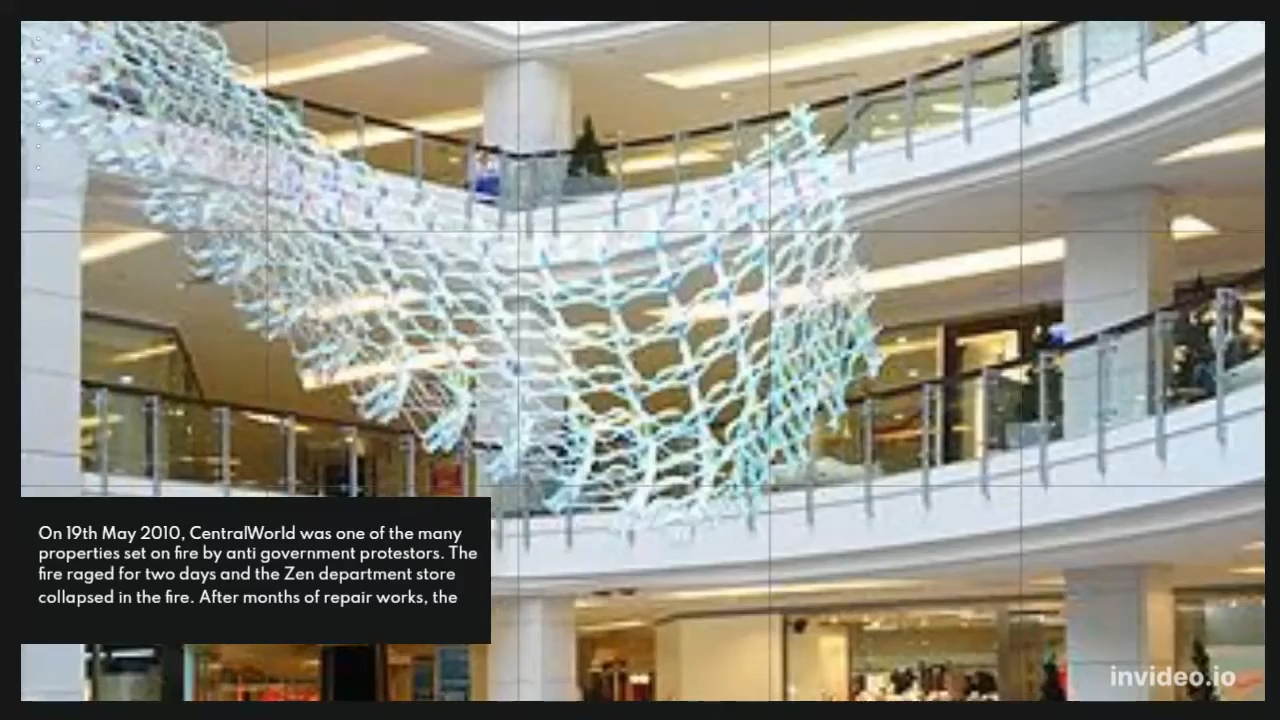 On 19th May 2010, CentralWorld was one of the many
properties set on fire by anti government protestors. The
fire raged for two days and the Zen department store
collapsed in the fire. After months of repair works, the
invideo.io